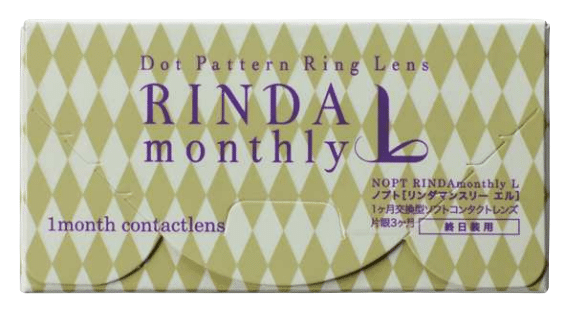 Dot Pattern Ring Lens
RINDA L
monthly
NOPT RINDAmonthly L
ノプト[リンダマンスリー エル]
1ヶ月交換型ソフトコンタクトレンズ
1month contactlens
片眼3ヶ月
終日装用